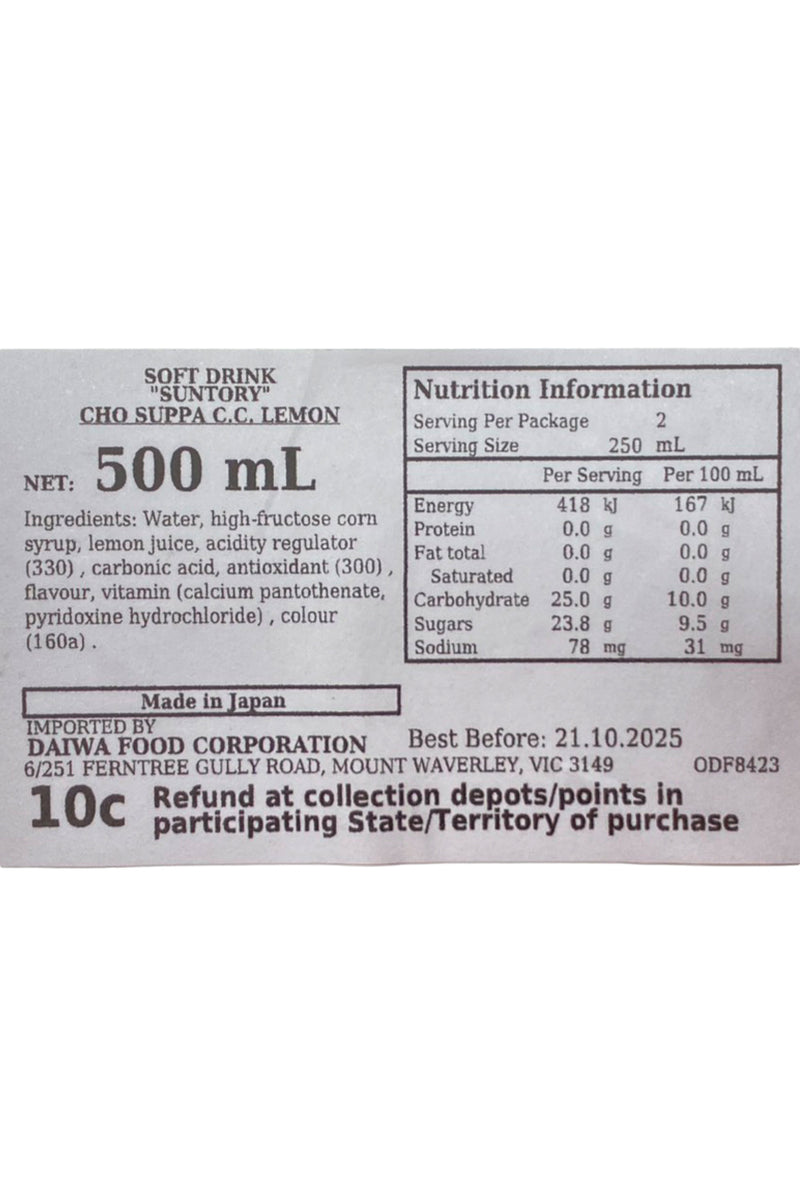 SOFT DRINK
"SUNTORY"
CHO SUPPA C.C. LEMON
NET: 500 mL
Ingredients: Water, high-fructose corn
syrup, lemon juice, acidity regulator
(330) , carbonic acid, antioxidant (300) ,
flavour, vitamin (calcium pantothenate,
pyridoxine hydrochloride) , colour
(160a) .
Nutrition Information
Serving Per Package 2
Serving Size 250 mL
Per Serving Per 100 mL
Energy 418 kJ 167 kJ
Protein 0.0 g 0.0 g
Fat total 0.0 g 0.0 g
Saturated 0.0 g 0.0 g
Carbohydrate 25.0 g 10.0 g
Sugars 23.8 g 9.5 g
Sodium 78 mg 31 mg
Made in Japan
IMPORTED BY
DAIWA FOOD CORPORATION Best Before: 21.10.2025
6/251 FERNTREE GULLY ROAD, MOUNT WAVERLEY, VIC 3149 ODF8423
10c Refund at collection depots/points in
participating State/Territory of purchase